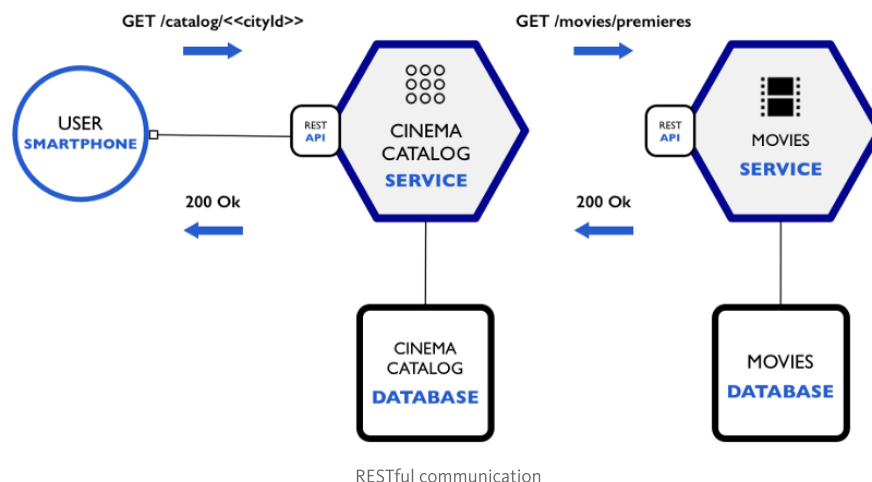 GET /catalog/<<cityId>>
GET /movies/premieres
USER
SMARTPHONE
REST
API
CINEMA
CATALOG
SERVICE
REST
API
MOVIES
SERVICE
200 Ok
200 Ok
CINEMA
CATALOG
DATABASE
MOVIES
DATABASE
RESTful communication